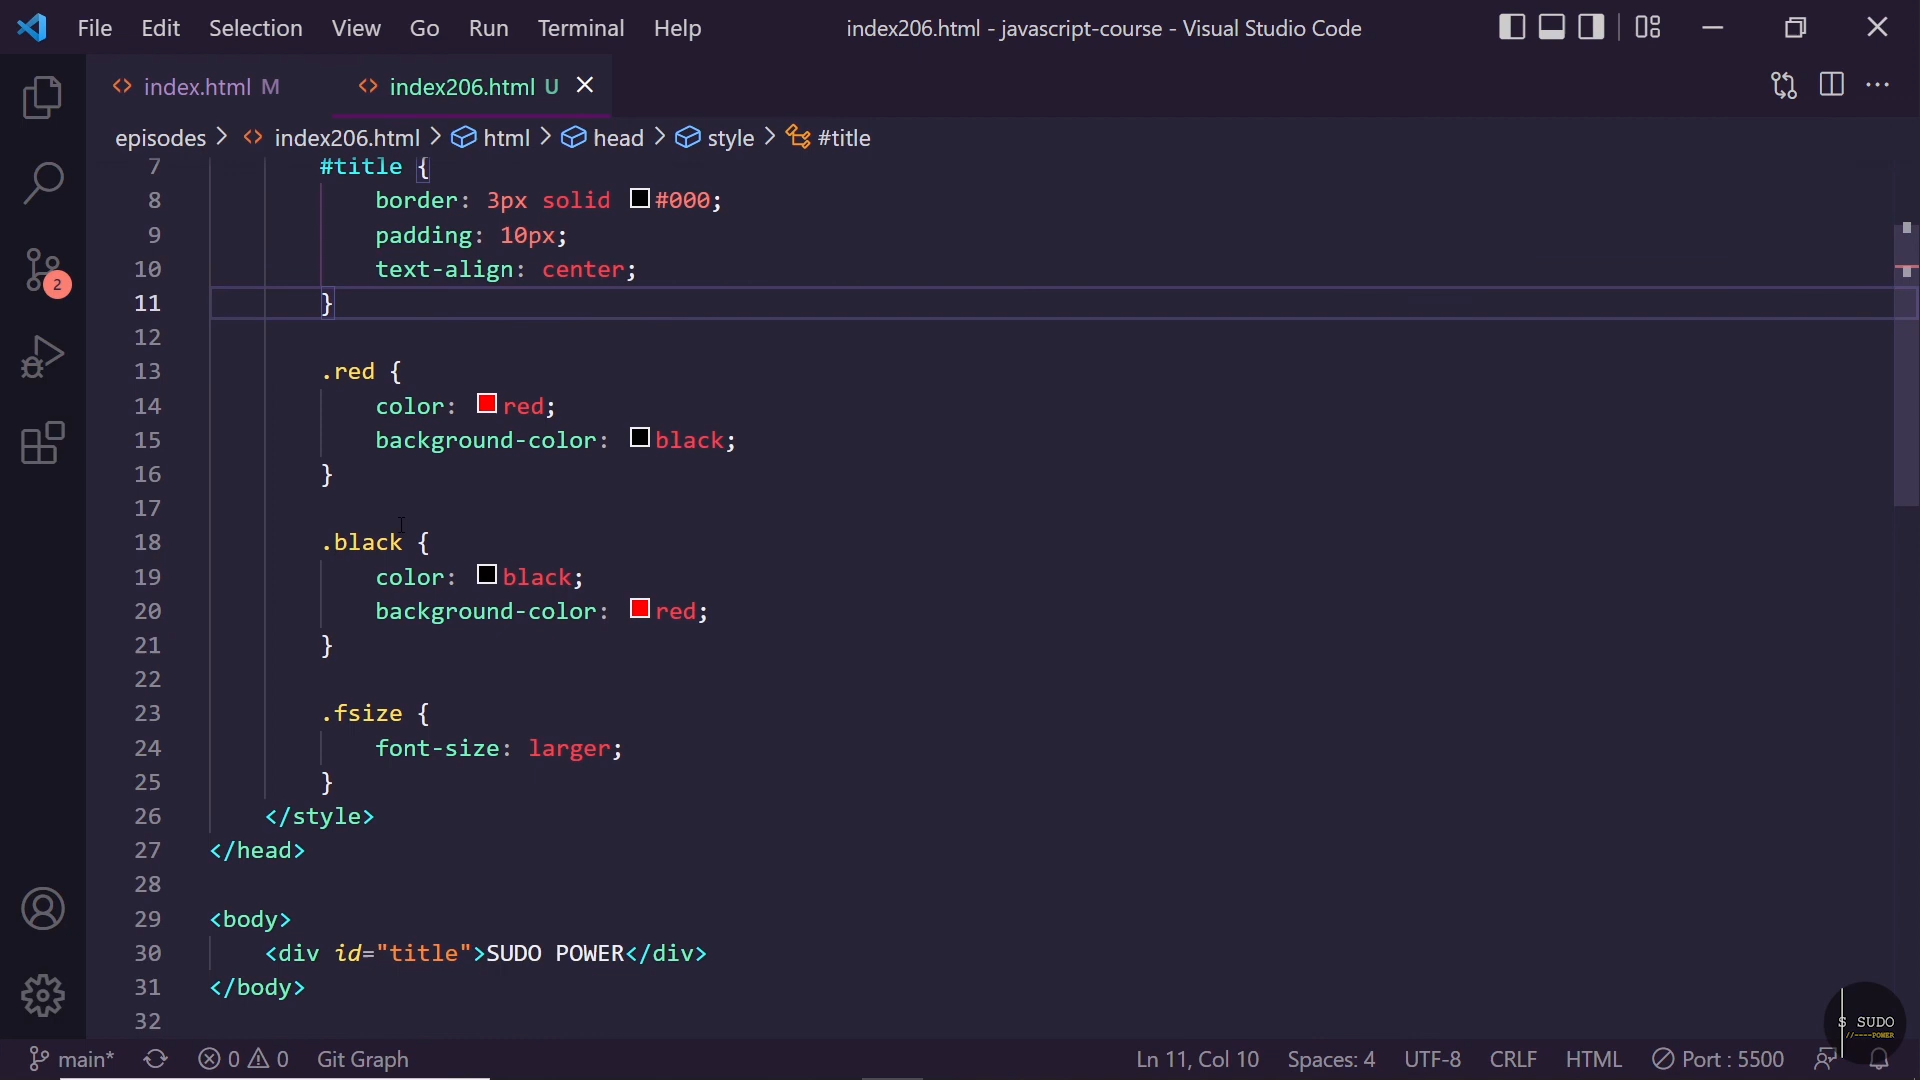 File Edit Selection View Go Run Terminal Help index206.html - javascript-course - Visual Studio Code
index.html M index206.html U
episodes > index206.html > html > head > style > #title
7 #title {
8 border: 3px solid #000;
9 padding: 10px;
10 text-align: center;
11 }
12
13 .red {
14 color: red;
15 background-color: black;
16 }
17
18 .black {
19 color: black;
20 background-color: red;
21 }
22
23 .fsize {
24 font-size: larger;
25 }
26 </style>
27 </head>
28
29 <body>
30 <div id="title">SUDO POWER</div>
31 </body>
32
2
$ SUDO
//----POWER
main* 0 0 Git Graph Ln 11, Col 10 Spaces: 4 UTF-8 CRLF HTML Port : 5500